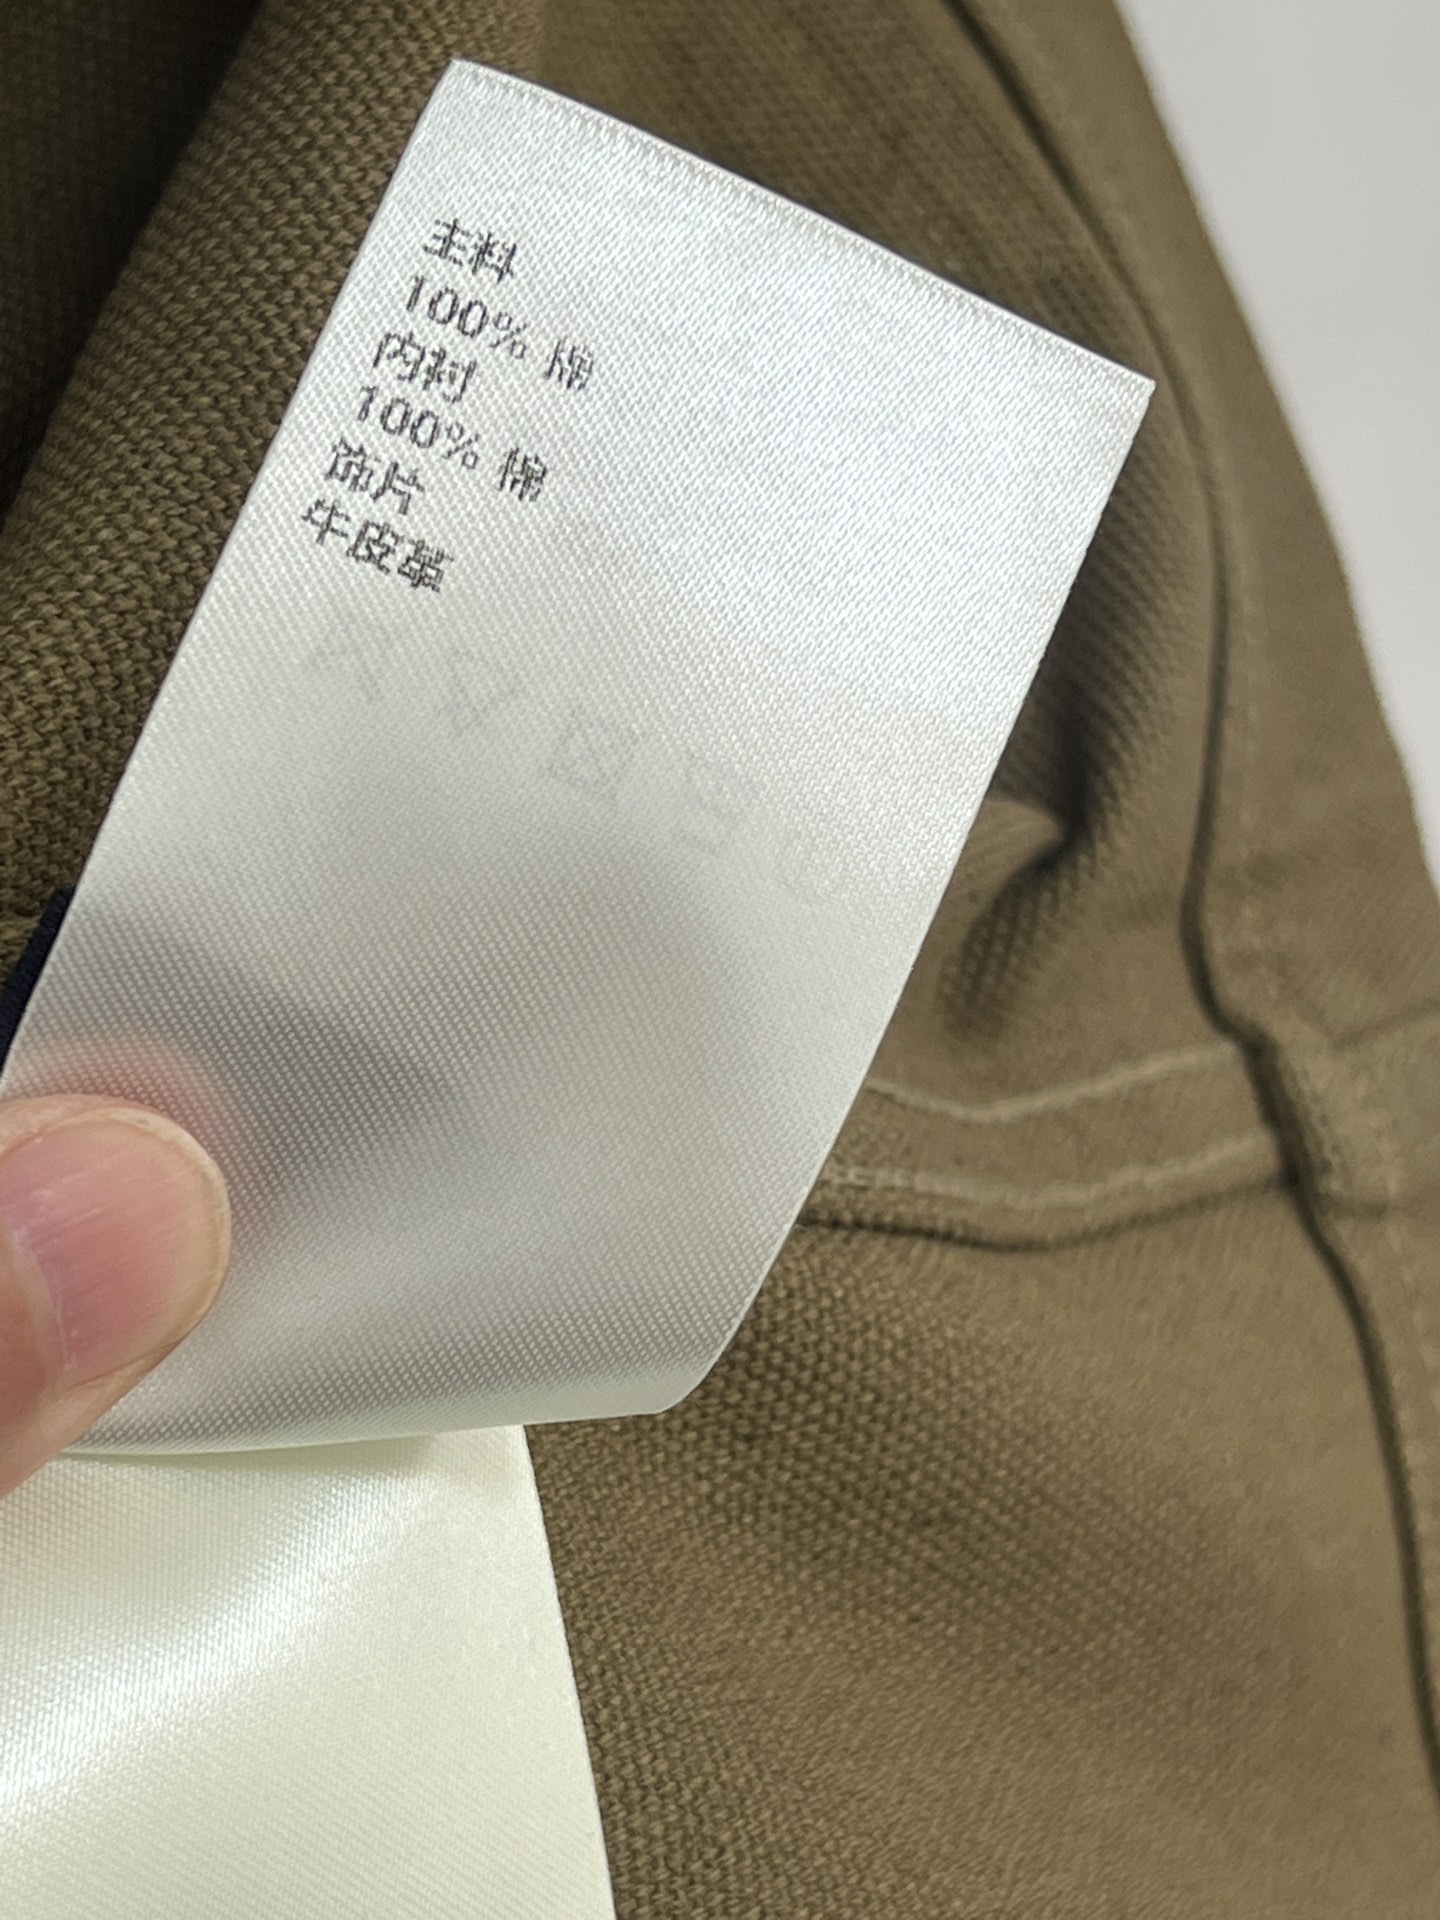 主料
100% 棉
内衬
100% 棉
饰片
牛皮革